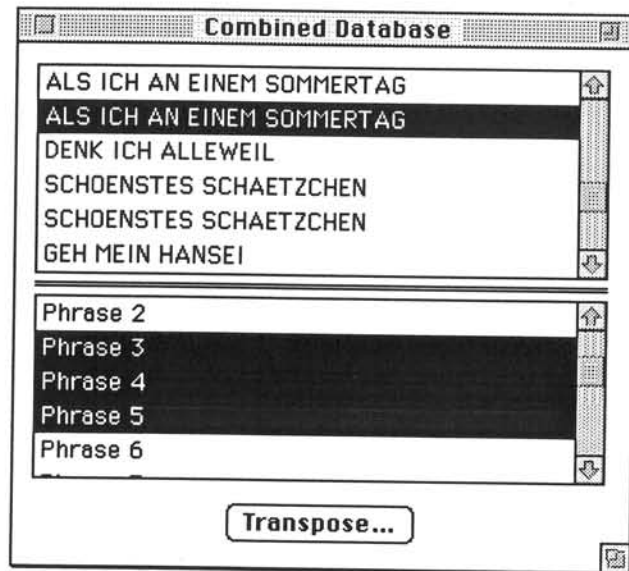 Combined Database
ALS ICH AN EINEM SOMMERTAG
ALS ICH AN EINEM SOMMERTAG
DENK ICH ALLEWEIL
SCHOENSTES SCHAETZCHEN
SCHOENSTES SCHAETZCHEN
GEH MEIN HANSEI
Phrase 2
Phrase 3
Phrase 4
Phrase 5
Phrase 6
Transpose...